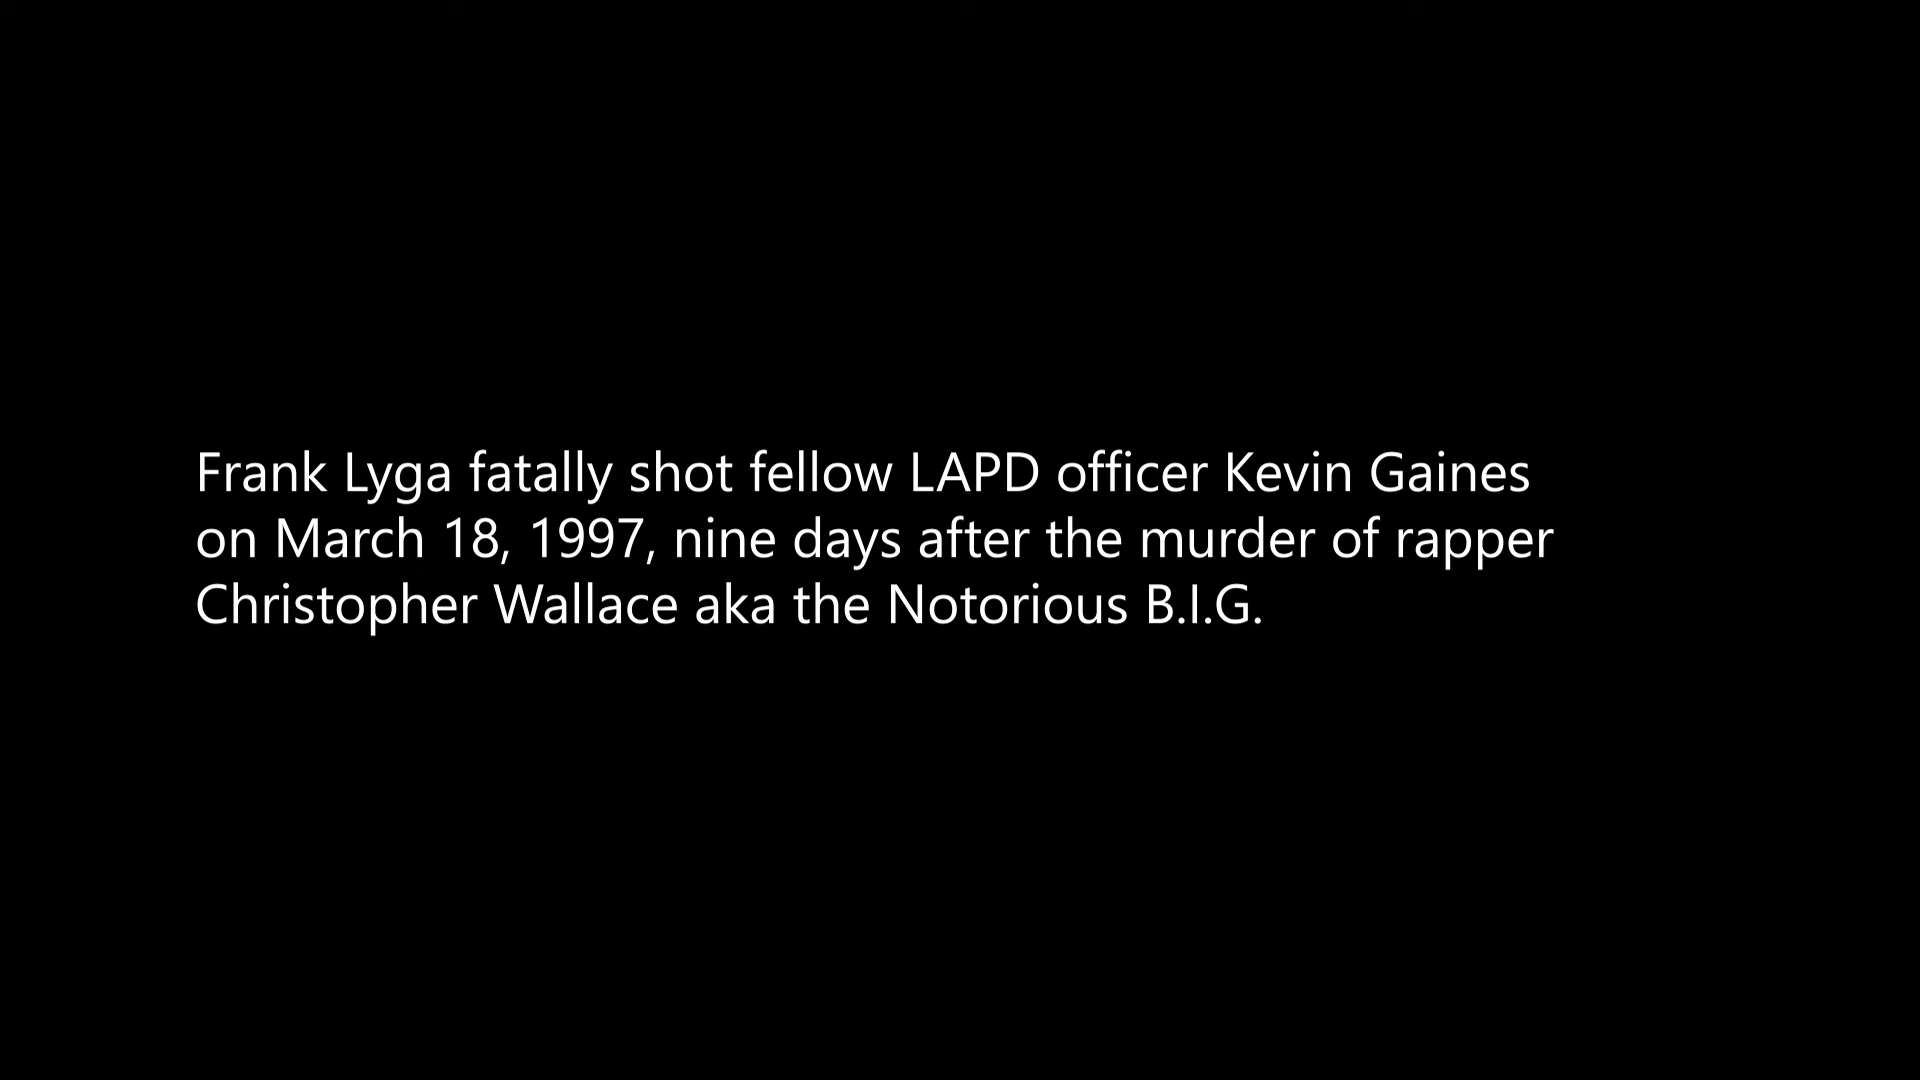 Frank Lyga fatally shot fellow LAPD officer Kevin Gaines
on March 18, 1997, nine days after the murder of rapper
Christopher Wallace aka the Notorious B.I.G.